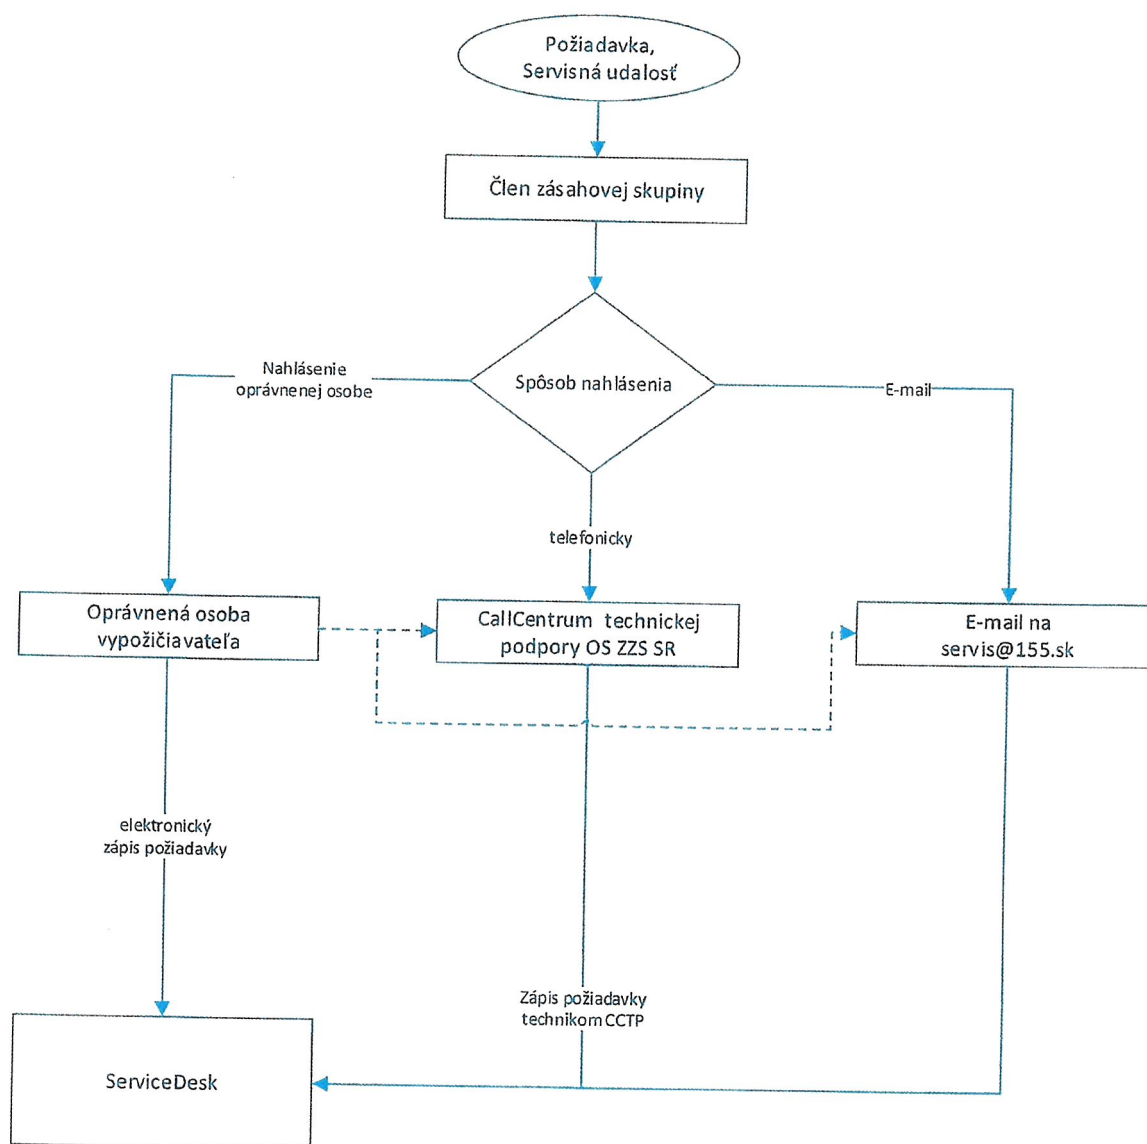 Požiadavka,
Servisná udalosť
Člen zásahovej skupiny
Spôsob nahlásenia
Nahlásenie
oprávnenej osobe
E-mail
telefonicky
Oprávnená osoba
vypožičiavateľa
CallCentrum technickej
podpory OS ZZS SR
E-mail na
servis@155.sk
elektronický
zápis požiadavky
Zápis požiadavky
technikom CCTP
ServiceDesk